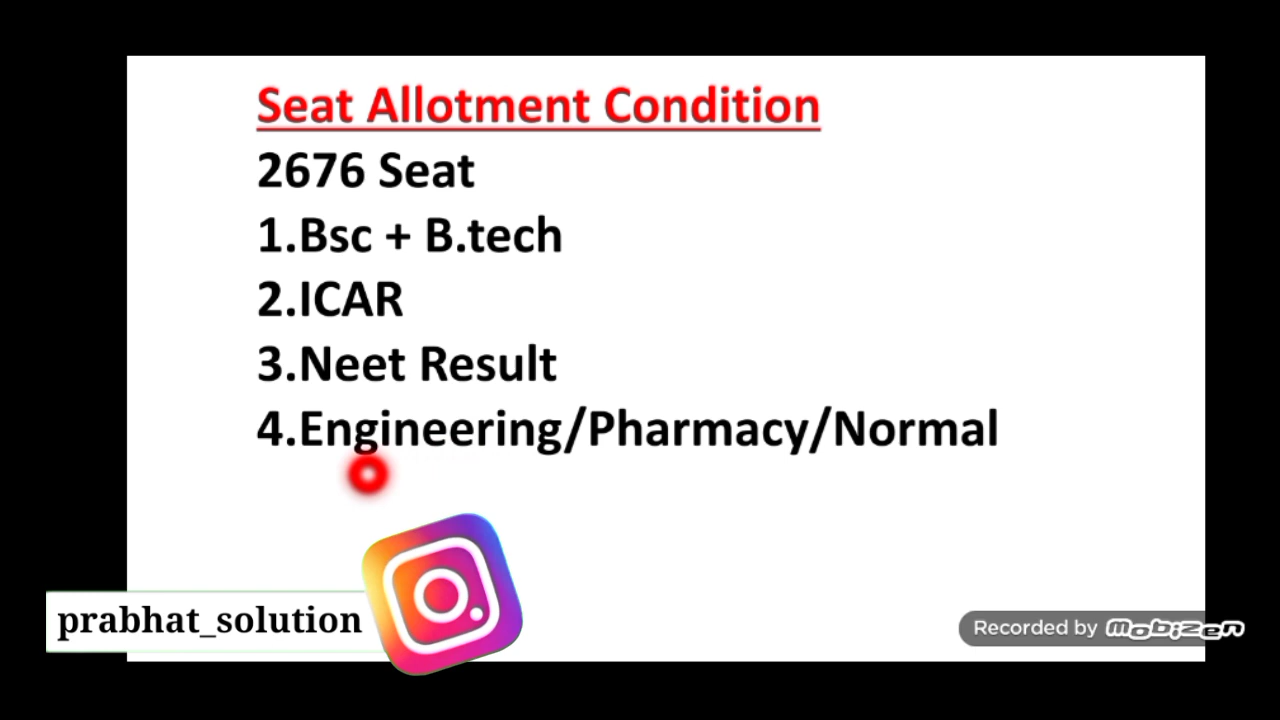 Seat Allotment Condition
2676 Seat
1.Bsc + B.tech
2.ICAR
3.Neet Result
4.Engineering/Pharmacy/Normal
prabhat_solution
Recorded by Mobizen